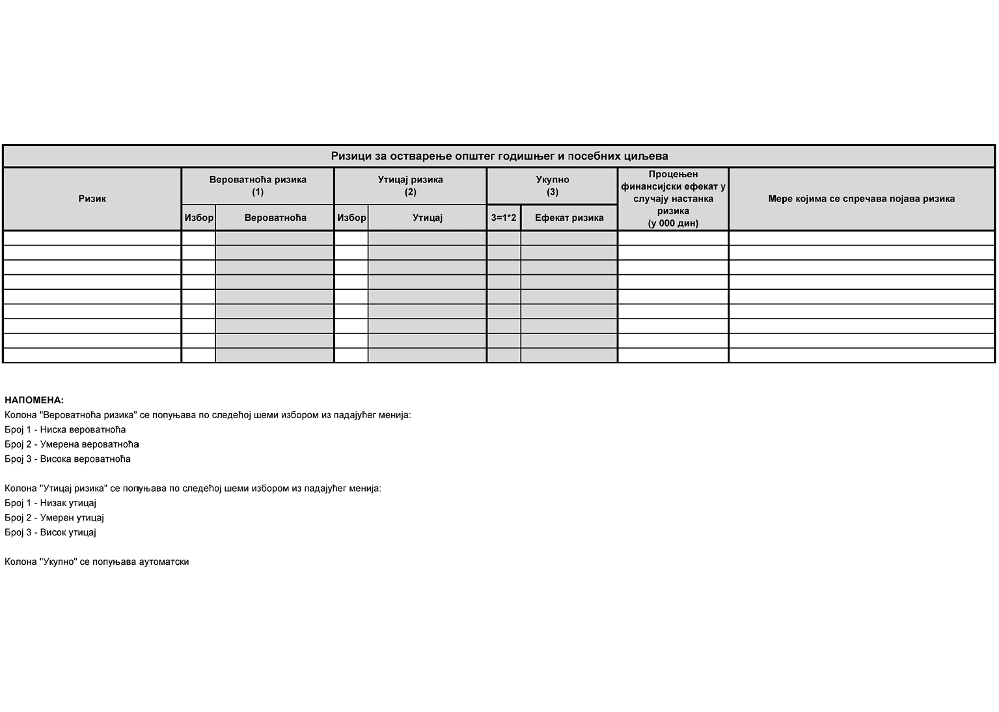 Ризици за остварење општег годишњег и посебних циљева
Ризик
Вероватноћа ризика
(1)
Утицај ризика
(2)
Укупно
(3)
Процењен
финансијски ефекат у
случају настанка
ризика
(у 000 дин)
Мере којима се спречава појава ризика
Избор
Вероватноћа
Избор
Утицај
3=1*2
Ефекат ризика
НАПОМЕНА:
Колона "Вероватноћа ризика" се попуњава по следећој шеми избором из падајућег менија:
Број 1 - Ниска вероватноћа
Број 2 - Умерена вероватноћа
Број 3 - Висока вероватноћа
Колона "Утицај ризика" се попуњава по следећој шеми избором из падајућег менија:
Број 1 - Низак утицај
Број 2 - Умерен утицај
Број 3 - Висок утицај
Колона "Укупно" се попуњава аутоматски